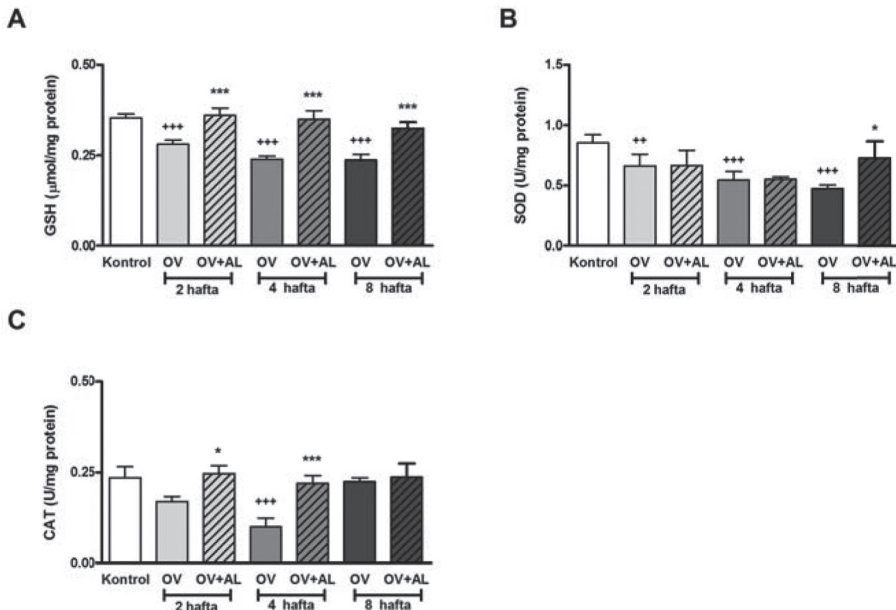 A
GSH (μmol/mg protein)
0.50
0.25
0.00
+++
***
+++
***
+++
***
Kontrol OV OV+AL OV OV+AL OV OV+AL
2 hafta 4 hafta 8 hafta
B
SOD (U/mg protein)
1.5
1.0
0.5
0.0
++
+++
+++
*
Kontrol OV OV+AL OV OV+AL OV OV+AL
2 hafta 4 hafta 8 hafta
C
CAT (U/mg protein)
0.50
0.25
0.00
*
+++
***
Kontrol OV OV+AL OV OV+AL OV OV+AL
2 hafta 4 hafta 8 hafta